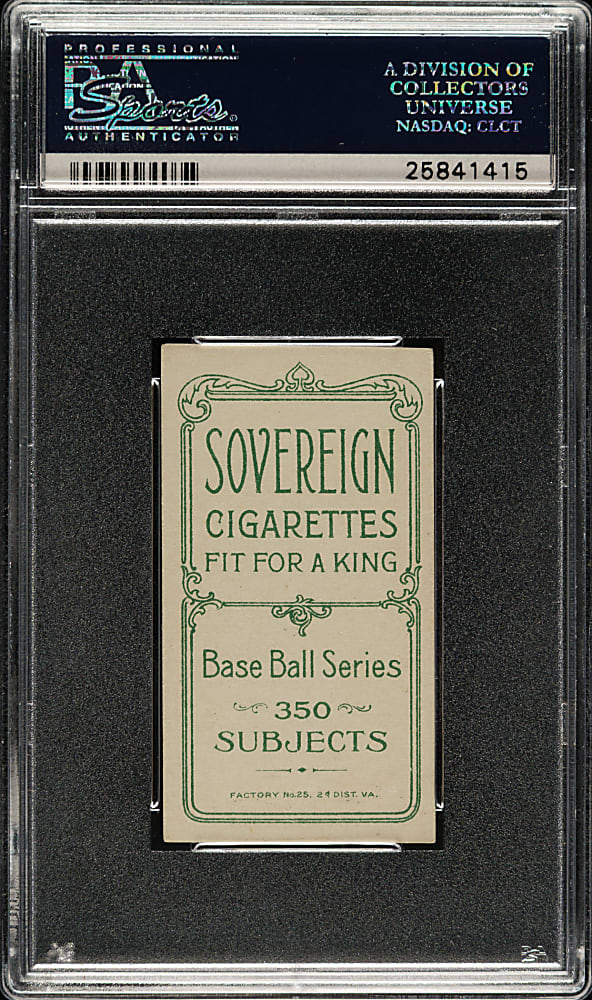 PROFESSIONAL
PSA
Sports®
AUTHENTICATOR
A DIVISION OF
COLLECTORS
UNIVERSE
NASDAQ: CLCT
25841415
SOVEREIGN
CIGARETTES
FIT FOR A KING
Base Ball Series
350
SUBJECTS
FACTORY No.25, 2d DIST. VA.